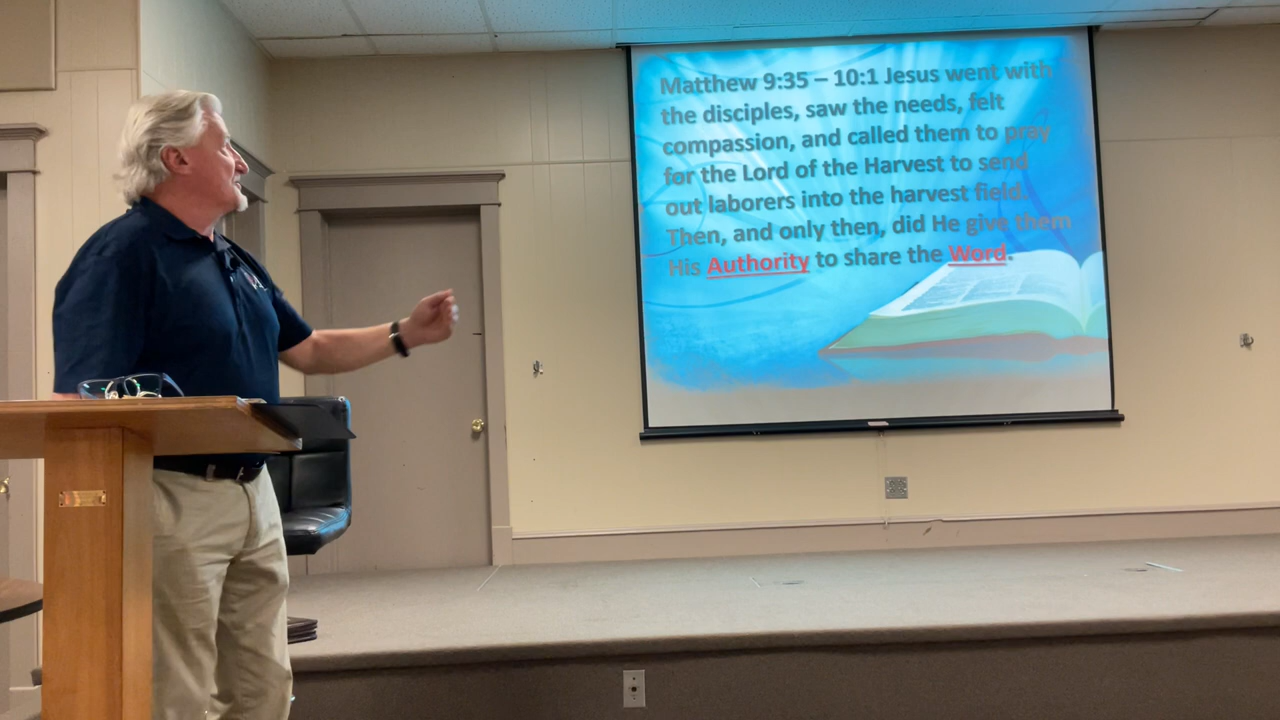 Matthew 9:35 – 10:1 Jesus went with
the disciples, saw the needs, felt
compassion, and called them to pray
for the Lord of the Harvest to send
out laborers into the harvest field.
Then, and only then, did He give them
His Authority to share the Word.